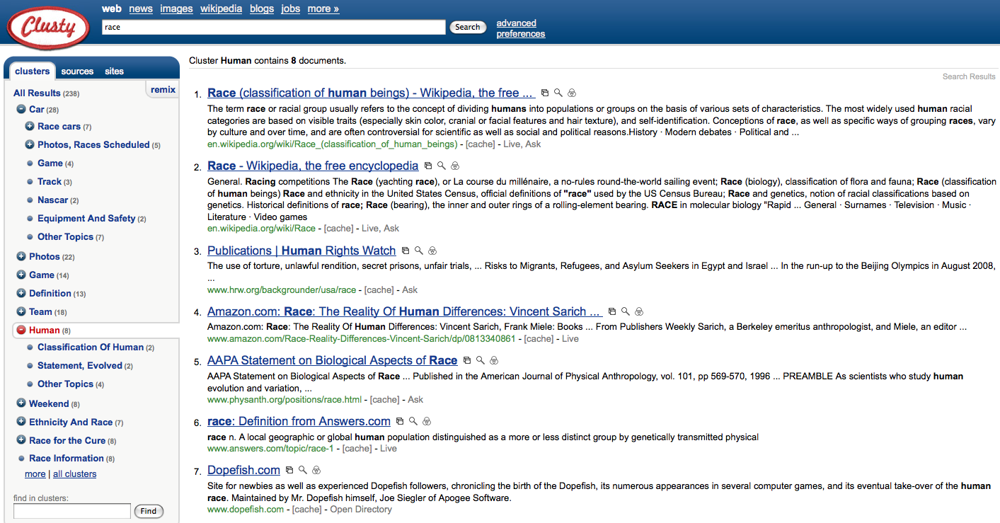 Clusty
web news images wikipedia blogs jobs more »
race
Search
advanced
preferences
clusters sources sites
remix
All Results (238)
Car (28)
Race cars (7)
Photos, Races Scheduled (5)
Game (4)
Track (3)
Nascar (2)
Equipment And Safety (2)
Other Topics (7)
Photos (22)
Game (14)
Definition (13)
Team (18)
Human (8)
Classification Of Human (2)
Statement, Evolved (2)
Other Topics (4)
Weekend (8)
Ethnicity And Race (7)
Race for the Cure (8)
Race Information (8)
more | all clusters
find in clusters:
Find
Cluster Human contains 8 documents.
Search Results
1. Race (classification of human beings) - Wikipedia, the free ...
The term race or racial group usually refers to the concept of dividing humans into populations or groups on the basis of various sets of characteristics. The most widely used human racial
categories are based on visible traits (especially skin color, cranial or facial features and hair texture), and self-identification. Conceptions of race, as well as specific ways of grouping races, vary
by culture and over time, and are often controversial for scientific as well as social and political reasons.History · Modern debates · Political and ...
en.wikipedia.org/wiki/Race_(classification_of_human_beings) - [cache] - Live, Ask
2. Race - Wikipedia, the free encyclopedia
General. Racing competitions The Race (yachting race), or La course du millénaire, a no-rules round-the-world sailing event; Race (biology), classification of flora and fauna; Race (classification
of human beings) Race and ethnicity in the United States Census, official definitions of "race" used by the US Census Bureau; Race and genetics, notion of racial classifications based on
genetics. Historical definitions of race; Race (bearing), the inner and outer rings of a rolling-element bearing. RACE in molecular biology "Rapid ... General · Surnames · Television · Music ·
Literature · Video games
en.wikipedia.org/wiki/Race - [cache] - Live, Ask
3. Publications | Human Rights Watch
The use of torture, unlawful rendition, secret prisons, unfair trials, ... Risks to Migrants, Refugees, and Asylum Seekers in Egypt and Israel ... In the run-up to the Beijing Olympics in August 2008,
...
www.hrw.org/backgrounder/usa/race - [cache] - Ask
4. Amazon.com: Race: The Reality Of Human Differences: Vincent Sarich ...
Amazon.com: Race: The Reality Of Human Differences: Vincent Sarich, Frank Miele: Books ... From Publishers Weekly Sarich, a Berkeley emeritus anthropologist, and Miele, an editor ...
www.amazon.com/Race-Reality-Differences-Vincent-Sarich/dp/0813340861 - [cache] - Live
5. AAPA Statement on Biological Aspects of Race
AAPA Statement on Biological Aspects of Race ... Published in the American Journal of Physical Anthropology, vol. 101, pp 569-570, 1996 ... PREAMBLE As scientists who study human
evolution and variation, ...
www.physanth.org/positions/race.html - [cache] - Ask
6. race: Definition from Answers.com
race n. A local geographic or global human population distinguished as a more or less distinct group by genetically transmitted physical
www.answers.com/topic/race-1 - [cache] - Live
7. Dopefish.com
Site for newbies as well as experienced Dopefish followers, chronicling the birth of the Dopefish, its numerous appearances in several computer games, and its eventual take-over of the human
race. Maintained by Mr. Dopefish himself, Joe Siegler of Apogee Software.
www.dopefish.com - [cache] - Open Directory